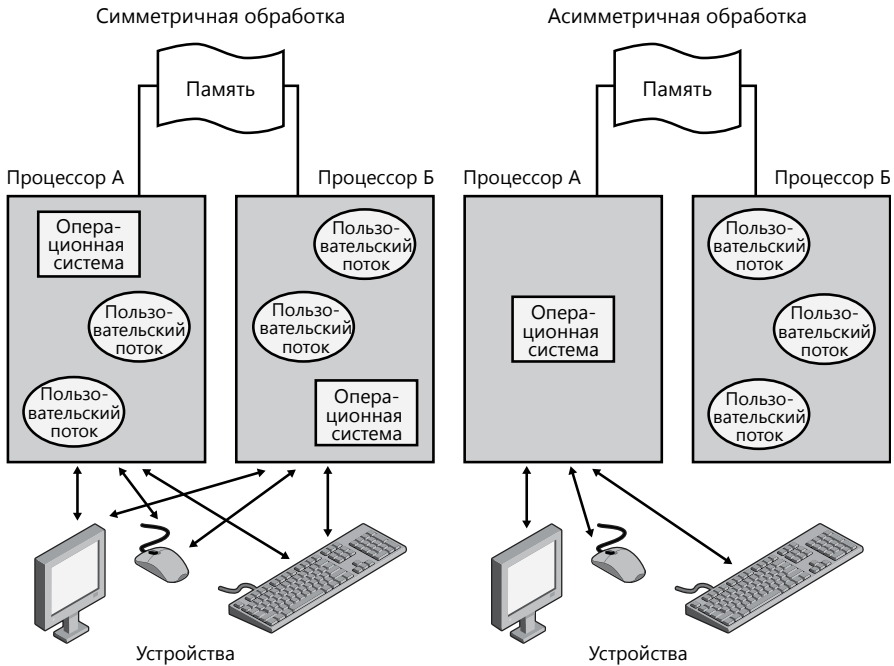 Симметричная обработка
Память
Процессор А
Процессор Б
Опера-
ционная
система
Пользо-
вательский
поток
Пользо-
вательский
поток
Пользо-
вательский
поток
Пользо-
вательский
поток
Опера-
ционная
система
Устройства
Асимметричная обработка
Память
Процессор А
Процессор Б
Опера-
ционная
система
Пользо-
вательский
поток
Пользо-
вательский
поток
Пользо-
вательский
поток
Устройства